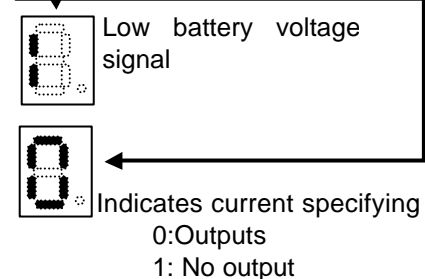 Low battery voltage
signal
Indicates current specifying
0:Outputs
1: No output